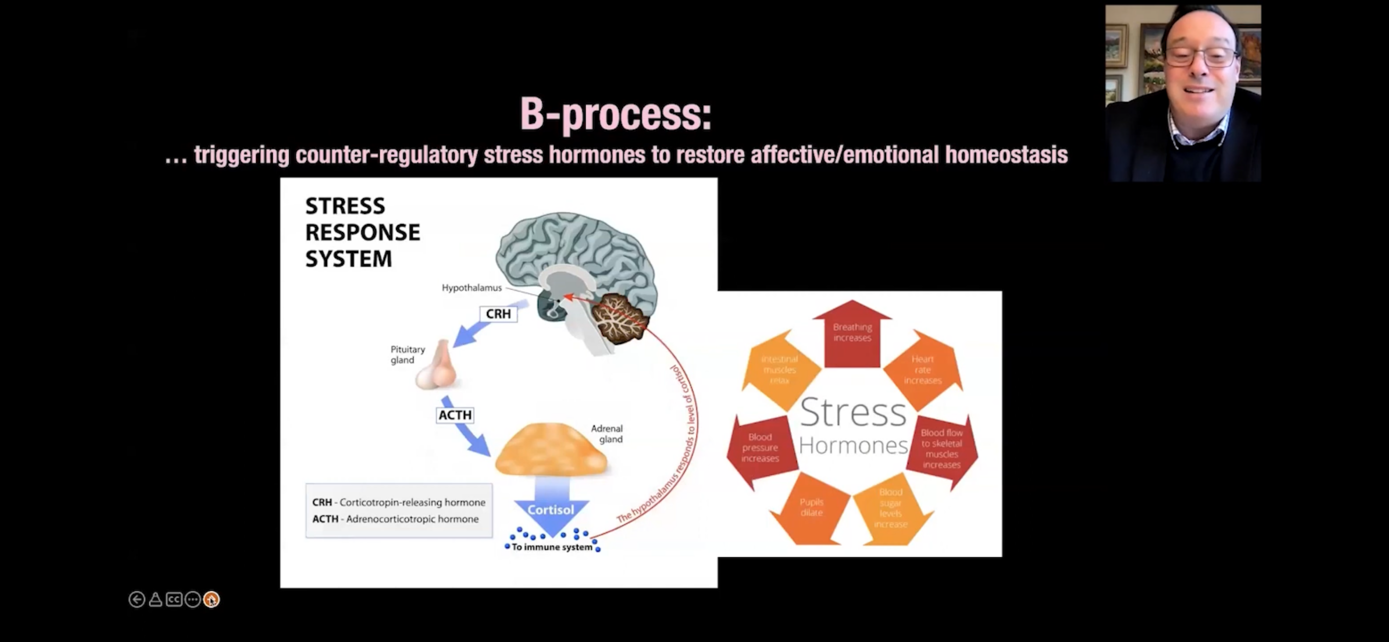 B-process:
... triggering counter-regulatory stress hormones to restore affective/emotional homeostasis
STRESS
RESPONSE
SYSTEM
Hypothalamus
CRH
Pituitary
gland
ACTH
Adrenal
gland
The hypothalamus responds to level of cortisol
CRH - Corticotropin-releasing hormone
ACTH - Adrenocorticotropic hormone
Cortisol
To immune system
Stress
Hormones
Breathing
increases
Heart
rate
increases
Blood flow
to skeletal
muscles
increases
Blood
sugar
levels
increase
Pupils
dilate
Blood
pressure
increases
Intestinal
muscles
relax
CC